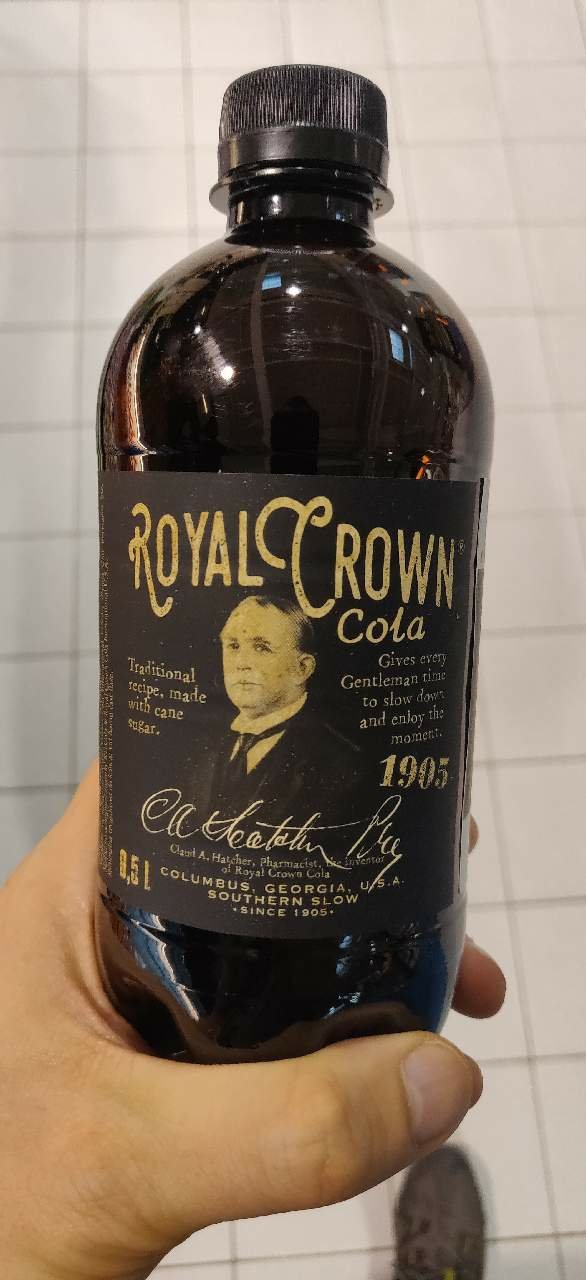 ROYAL CROWN®
Cola
Traditional
recipe, made
with cane
sugar.
Gives every
Gentleman time
to slow down
and enjoy the
moment.
1905
Claud A. Hatcher, Pharmacist, the inventor
of Royal Crown Cola
0,5 L
COLUMBUS, GEORGIA, U.S.A.
SOUTHERN SLOW
•SINCE 1905•